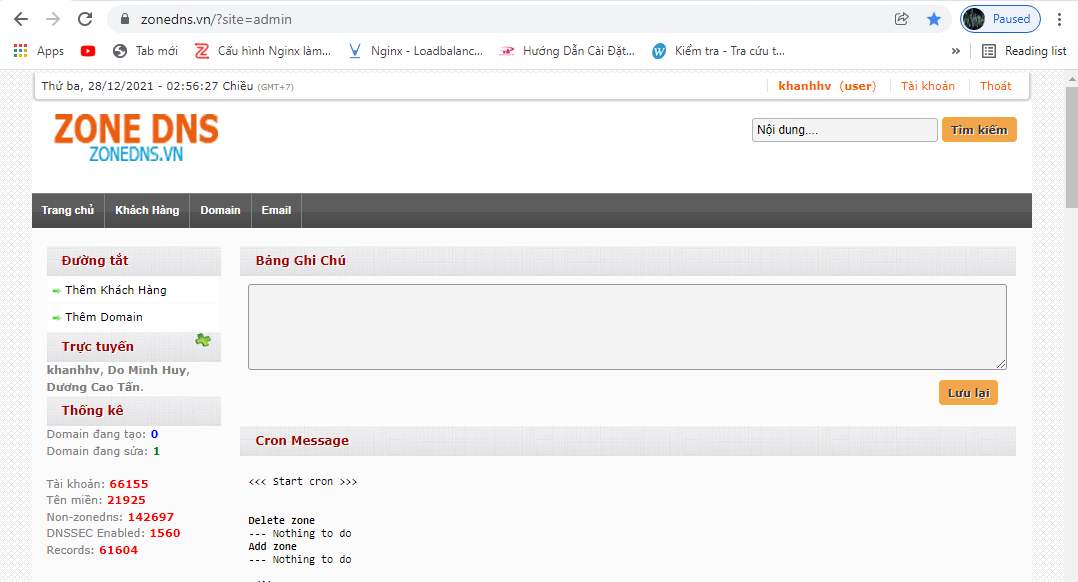 zonedns.vn/?site=admin
Paused
Apps
Tab mới
Cấu hình Nginx làm...
Nginx - Loadbalanc...
Hướng Dẫn Cài Đặt...
Kiểm tra - Tra cứu t...
»
Reading list
Thứ ba, 28/12/2021 - 02:56:27 Chiều (GMT+7)
khanhhv (user)
Tài khoản
Thoát
ZONE DNS
ZONEDNS.VN
Nội dung....
Tìm kiếm
Trang chủ
Khách Hàng
Domain
Email
Đường tắt
Thêm Khách Hàng
Thêm Domain
Trực tuyến
khanhhv, Do Minh Huy,
Dương Cao Tấn.
Thống kê
Domain đang tạo: 0
Domain đang sửa: 1
Tài khoản: 66155
Tên miền: 21925
Non-zonedns: 142697
DNSSEC Enabled: 1560
Records: 61604
Bảng Ghi Chú
Lưu lại
Cron Message
<<< Start cron >>>
Delete zone
--- Nothing to do
Add zone
--- Nothing to do